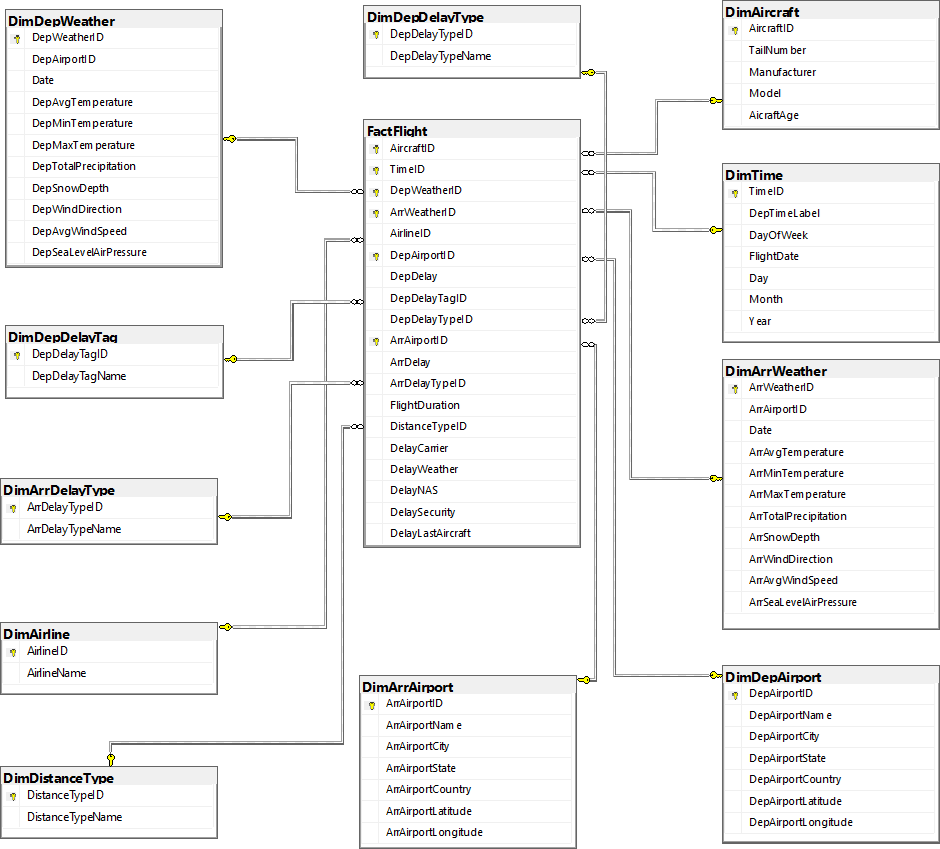 DimDepWeather
DepWeatherID
DepAirportID
Date
DepAvgTemperature
DepMinTemperature
DepMaxTemperature
DepTotalPrecipitation
DepSnowDepth
DepWindDirection
DepAvgWindSpeed
DepSeaLevelAirPressure
DimDepDelayType
DepDelayTypeID
DepDelayTypeName
DimAircraft
AircraftID
TailNumber
Manufacturer
Model
AicraftAge
FactFlight
AircraftID
TimeID
DepWeatherID
ArrWeatherID
AirlineID
DepAirportID
DepDelay
DepDelayTagID
DepDelayTypeID
ArrAirportID
ArrDelay
ArrDelayTypeID
FlightDuration
DistanceTypeID
DelayCarrier
DelayWeather
DelayNAS
DelaySecurity
DelayLastAircraft
DimTime
TimeID
DepTimeLabel
DayOfWeek
FlightDate
Day
Month
Year
DimDepDelayTag
DepDelayTagID
DepDelayTagName
DimArrWeather
ArrWeatherID
ArrAirportID
Date
ArrAvgTemperature
ArrMinTemperature
ArrMaxTemperature
ArrTotalPrecipitation
ArrSnowDepth
ArrWindDirection
ArrAvgWindSpeed
ArrSeaLevelAirPressure
DimArrDelayType
ArrDelayTypeID
ArrDelayTypeName
DimAirline
AirlineID
AirlineName
DimArrAirport
ArrAirportID
ArrAirportName
ArrAirportCity
ArrAirportState
ArrAirportCountry
ArrAirportLatitude
ArrAirportLongitude
DimDepAirport
DepAirportID
DepAirportName
DepAirportCity
DepAirportState
DepAirportCountry
DepAirportLatitude
DepAirportLongitude
DimDistanceType
DistanceTypeID
DistanceTypeName